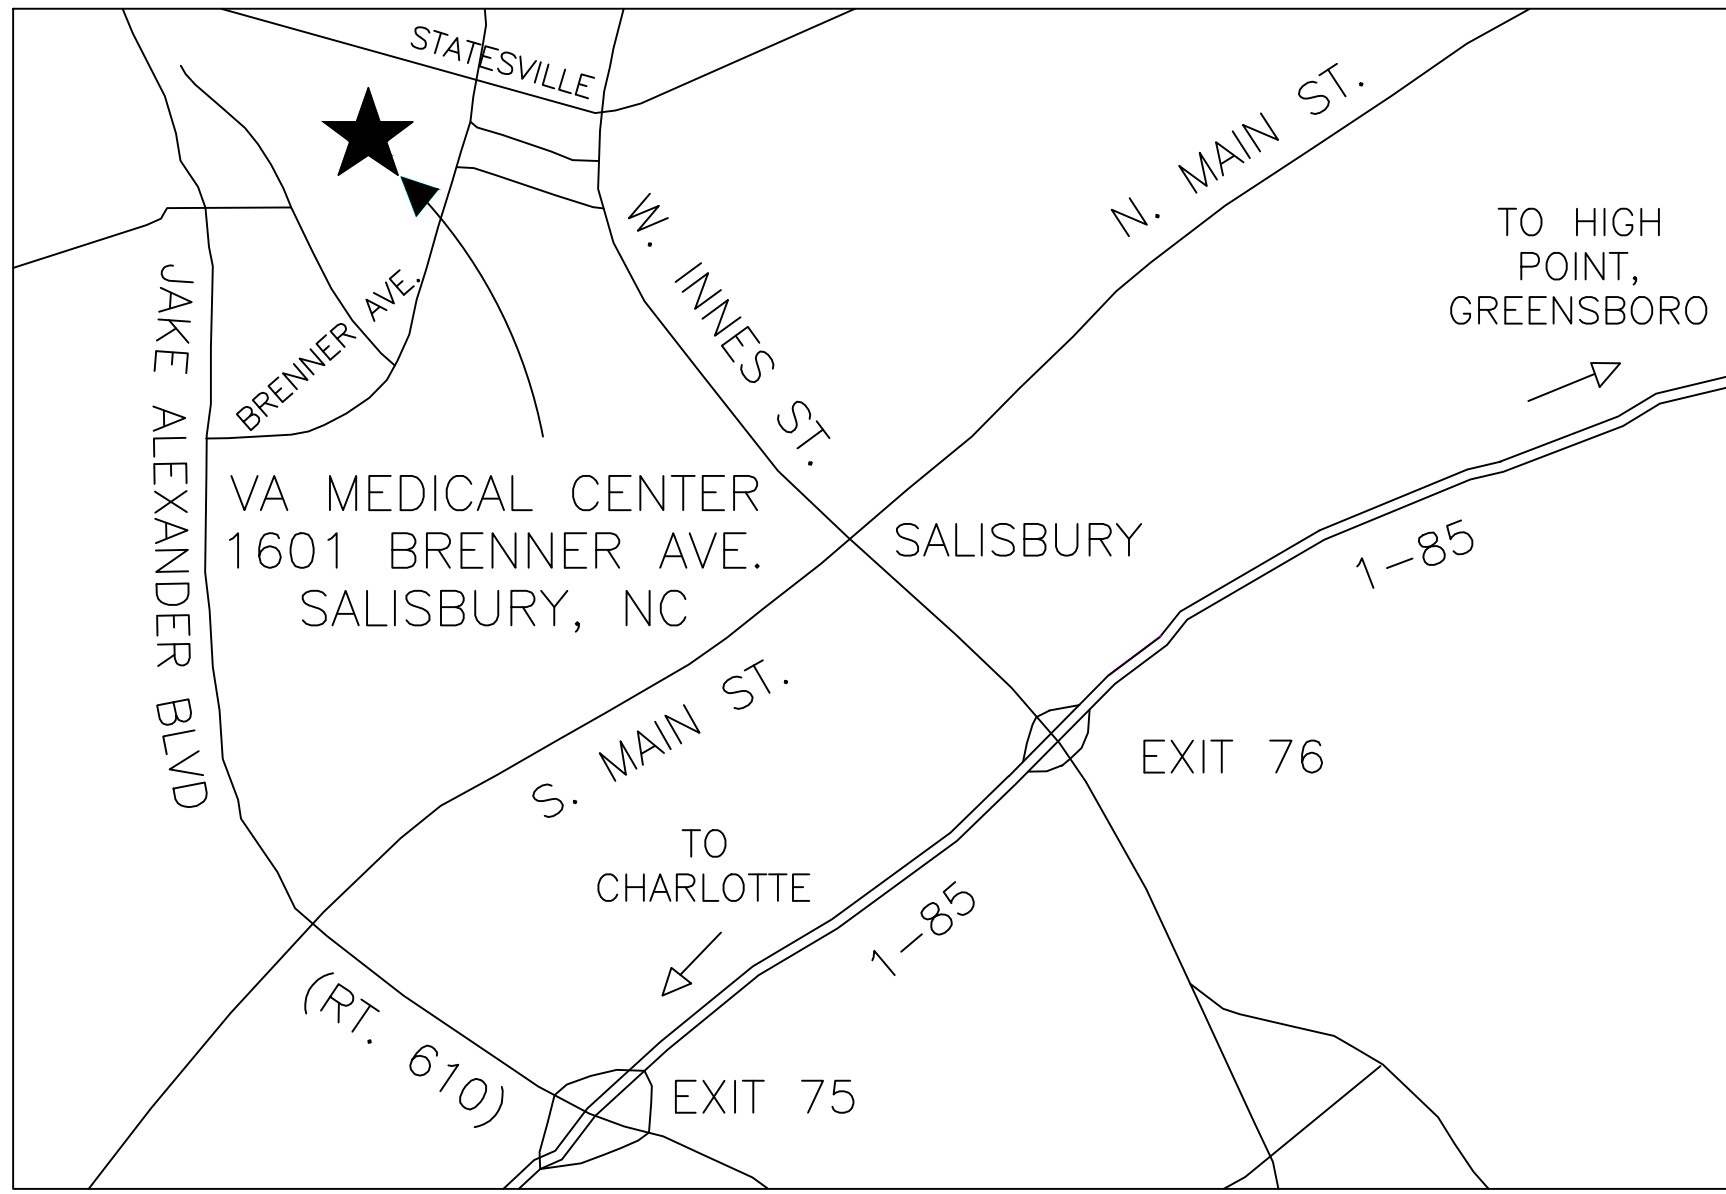 STATESVILLE
N. MAIN ST.
W. INNES ST.
TO HIGH
POINT,
GREENSBORO
JAKE ALEXANDER BLVD
BRENNER AVE.
VA MEDICAL CENTER
1601 BRENNER AVE.
SALISBURY, NC
SALISBURY
1-85
S. MAIN ST.
EXIT 76
TO
CHARLOTTE
1-85
(RT. 610)
EXIT 75